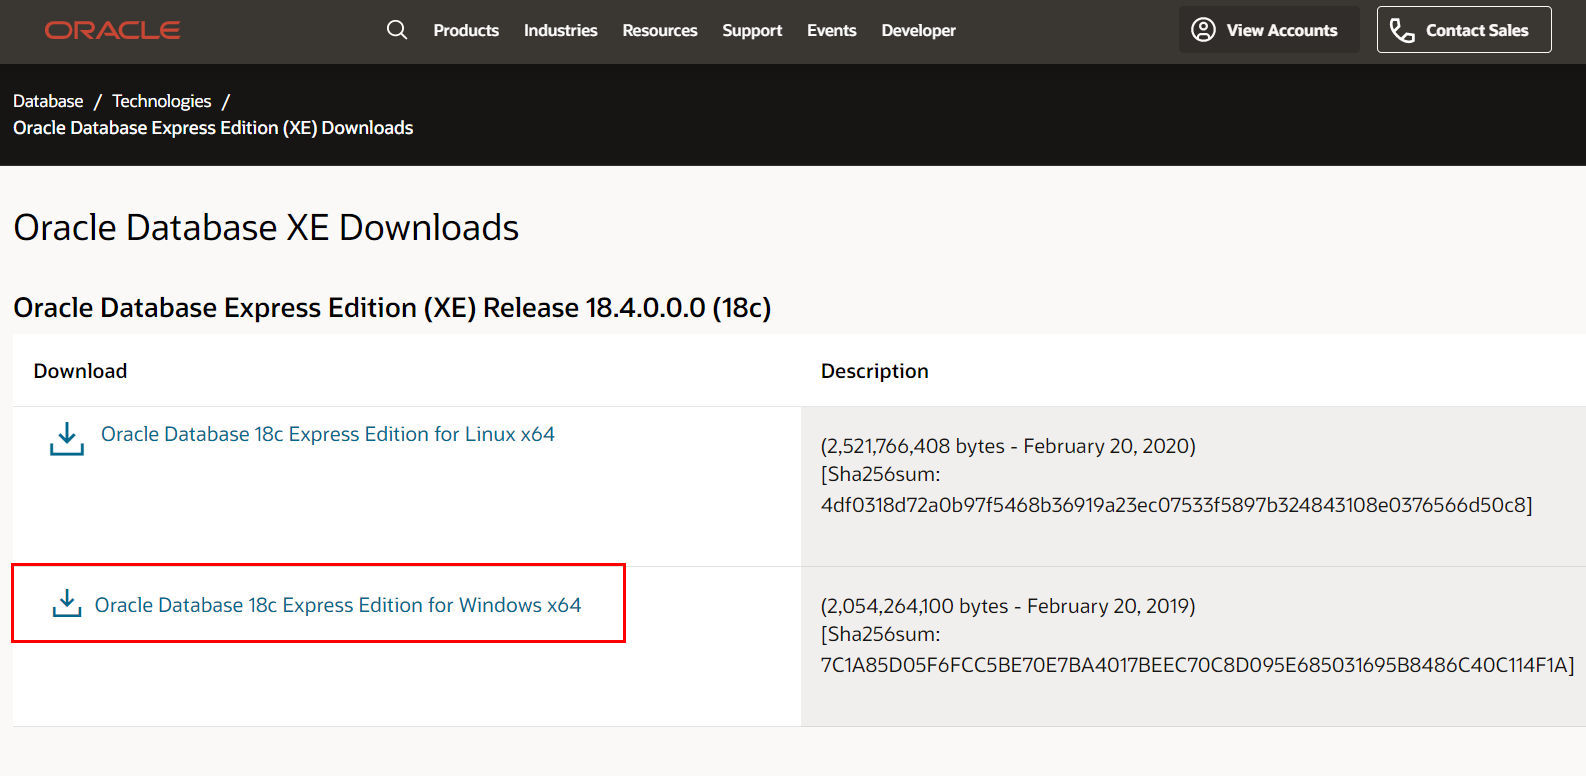 ORACLE
Products Industries Resources Support Events Developer
View Accounts
Contact Sales
Database / Technologies /
Oracle Database Express Edition (XE) Downloads
Oracle Database XE Downloads
Oracle Database Express Edition (XE) Release 18.4.0.0.0 (18c)
Download Description
Oracle Database 18c Express Edition for Linux x64
(2,521,766,408 bytes - February 20, 2020)
[Sha256sum:
4df0318d72a0b97f5468b36919a23ec07533f5897b324843108e0376566d50c8]
Oracle Database 18c Express Edition for Windows x64
(2,054,264,100 bytes - February 20, 2019)
[Sha256sum:
7C1A85D05F6FCC5BE70E7BA4017BEEC70C8D095E685031695B8486C40C114F1A]